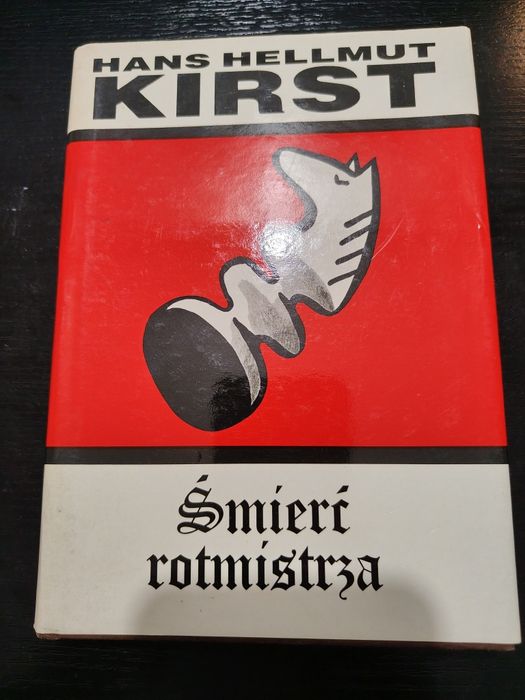 HANS HELLMUT
KIRST
Śmierć
rotmistrza